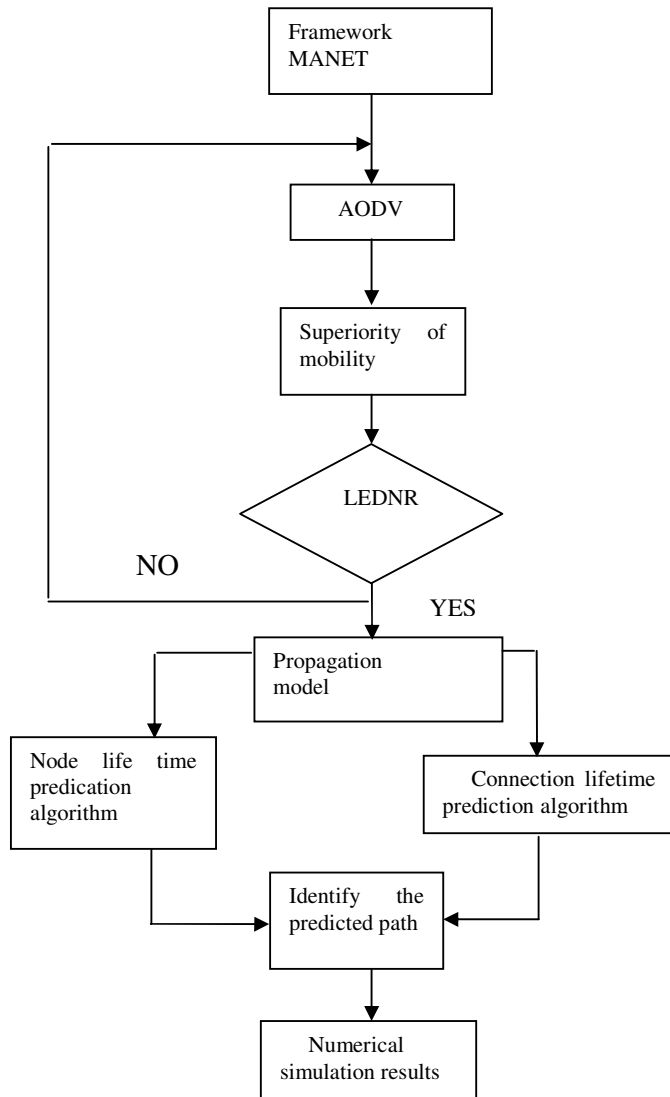 Framework
MANET
AODV
Superiority of
mobility
LEDNR
NO
YES
Propagation
model
Node life time
predication
algorithm
Connection lifetime
prediction algorithm
Identify the
predicted path
Numerical
simulation results